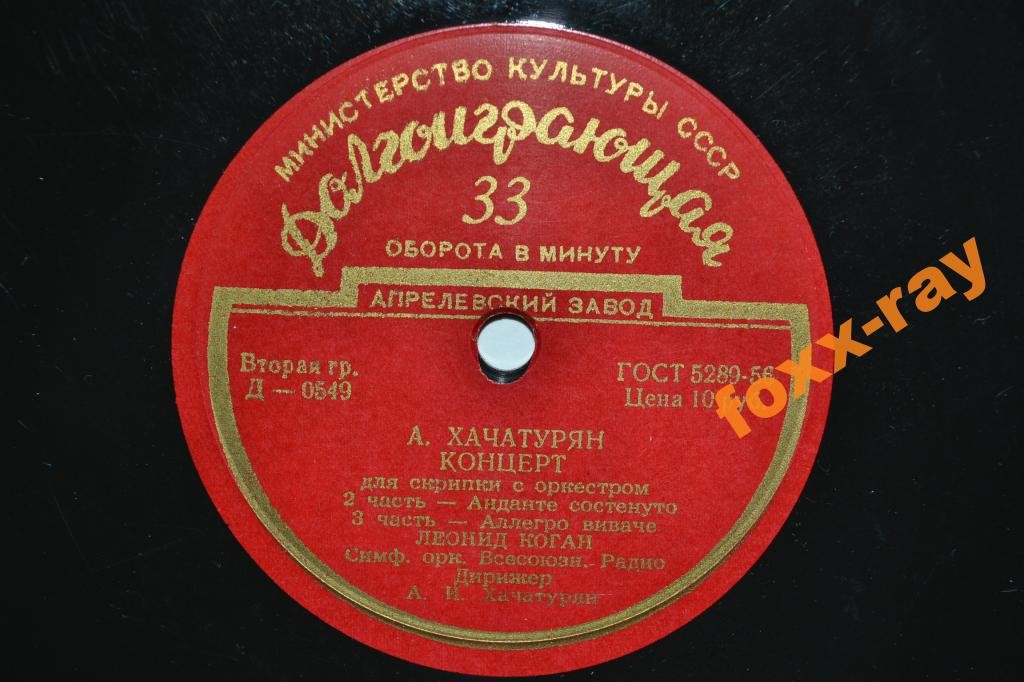 МИНИСТЕРСТВО КУЛЬТУРЫ СССР
Долгоиграющая
33
ОБОРОТА В МИНУТУ
АПРЕЛЕВСКИЙ ЗАВОД
Вторая гр.
Д — 0549
ГОСТ 5289-56
Цена 10
А. ХАЧАТУРЯН
КОНЦЕРТ
для скрипки с оркестром
2 часть — Анданте состенуто
3 часть — Аллегро виваче
ЛЕОНИД КОГАН
Симф. орк. Всесоюзн. Радио
Дирижер
А. И. Хачатурян
foxx-ray